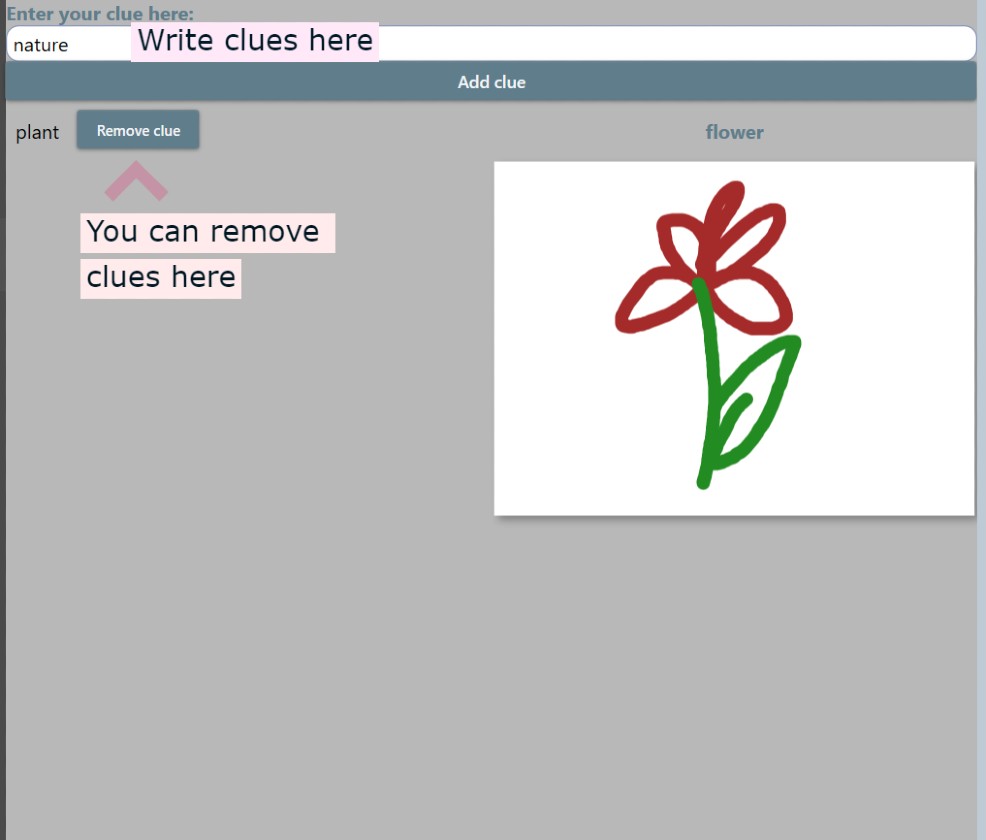 Enter your clue here:
nature
Write clues here
Add clue
plant
Remove clue
flower
You can remove
clues here